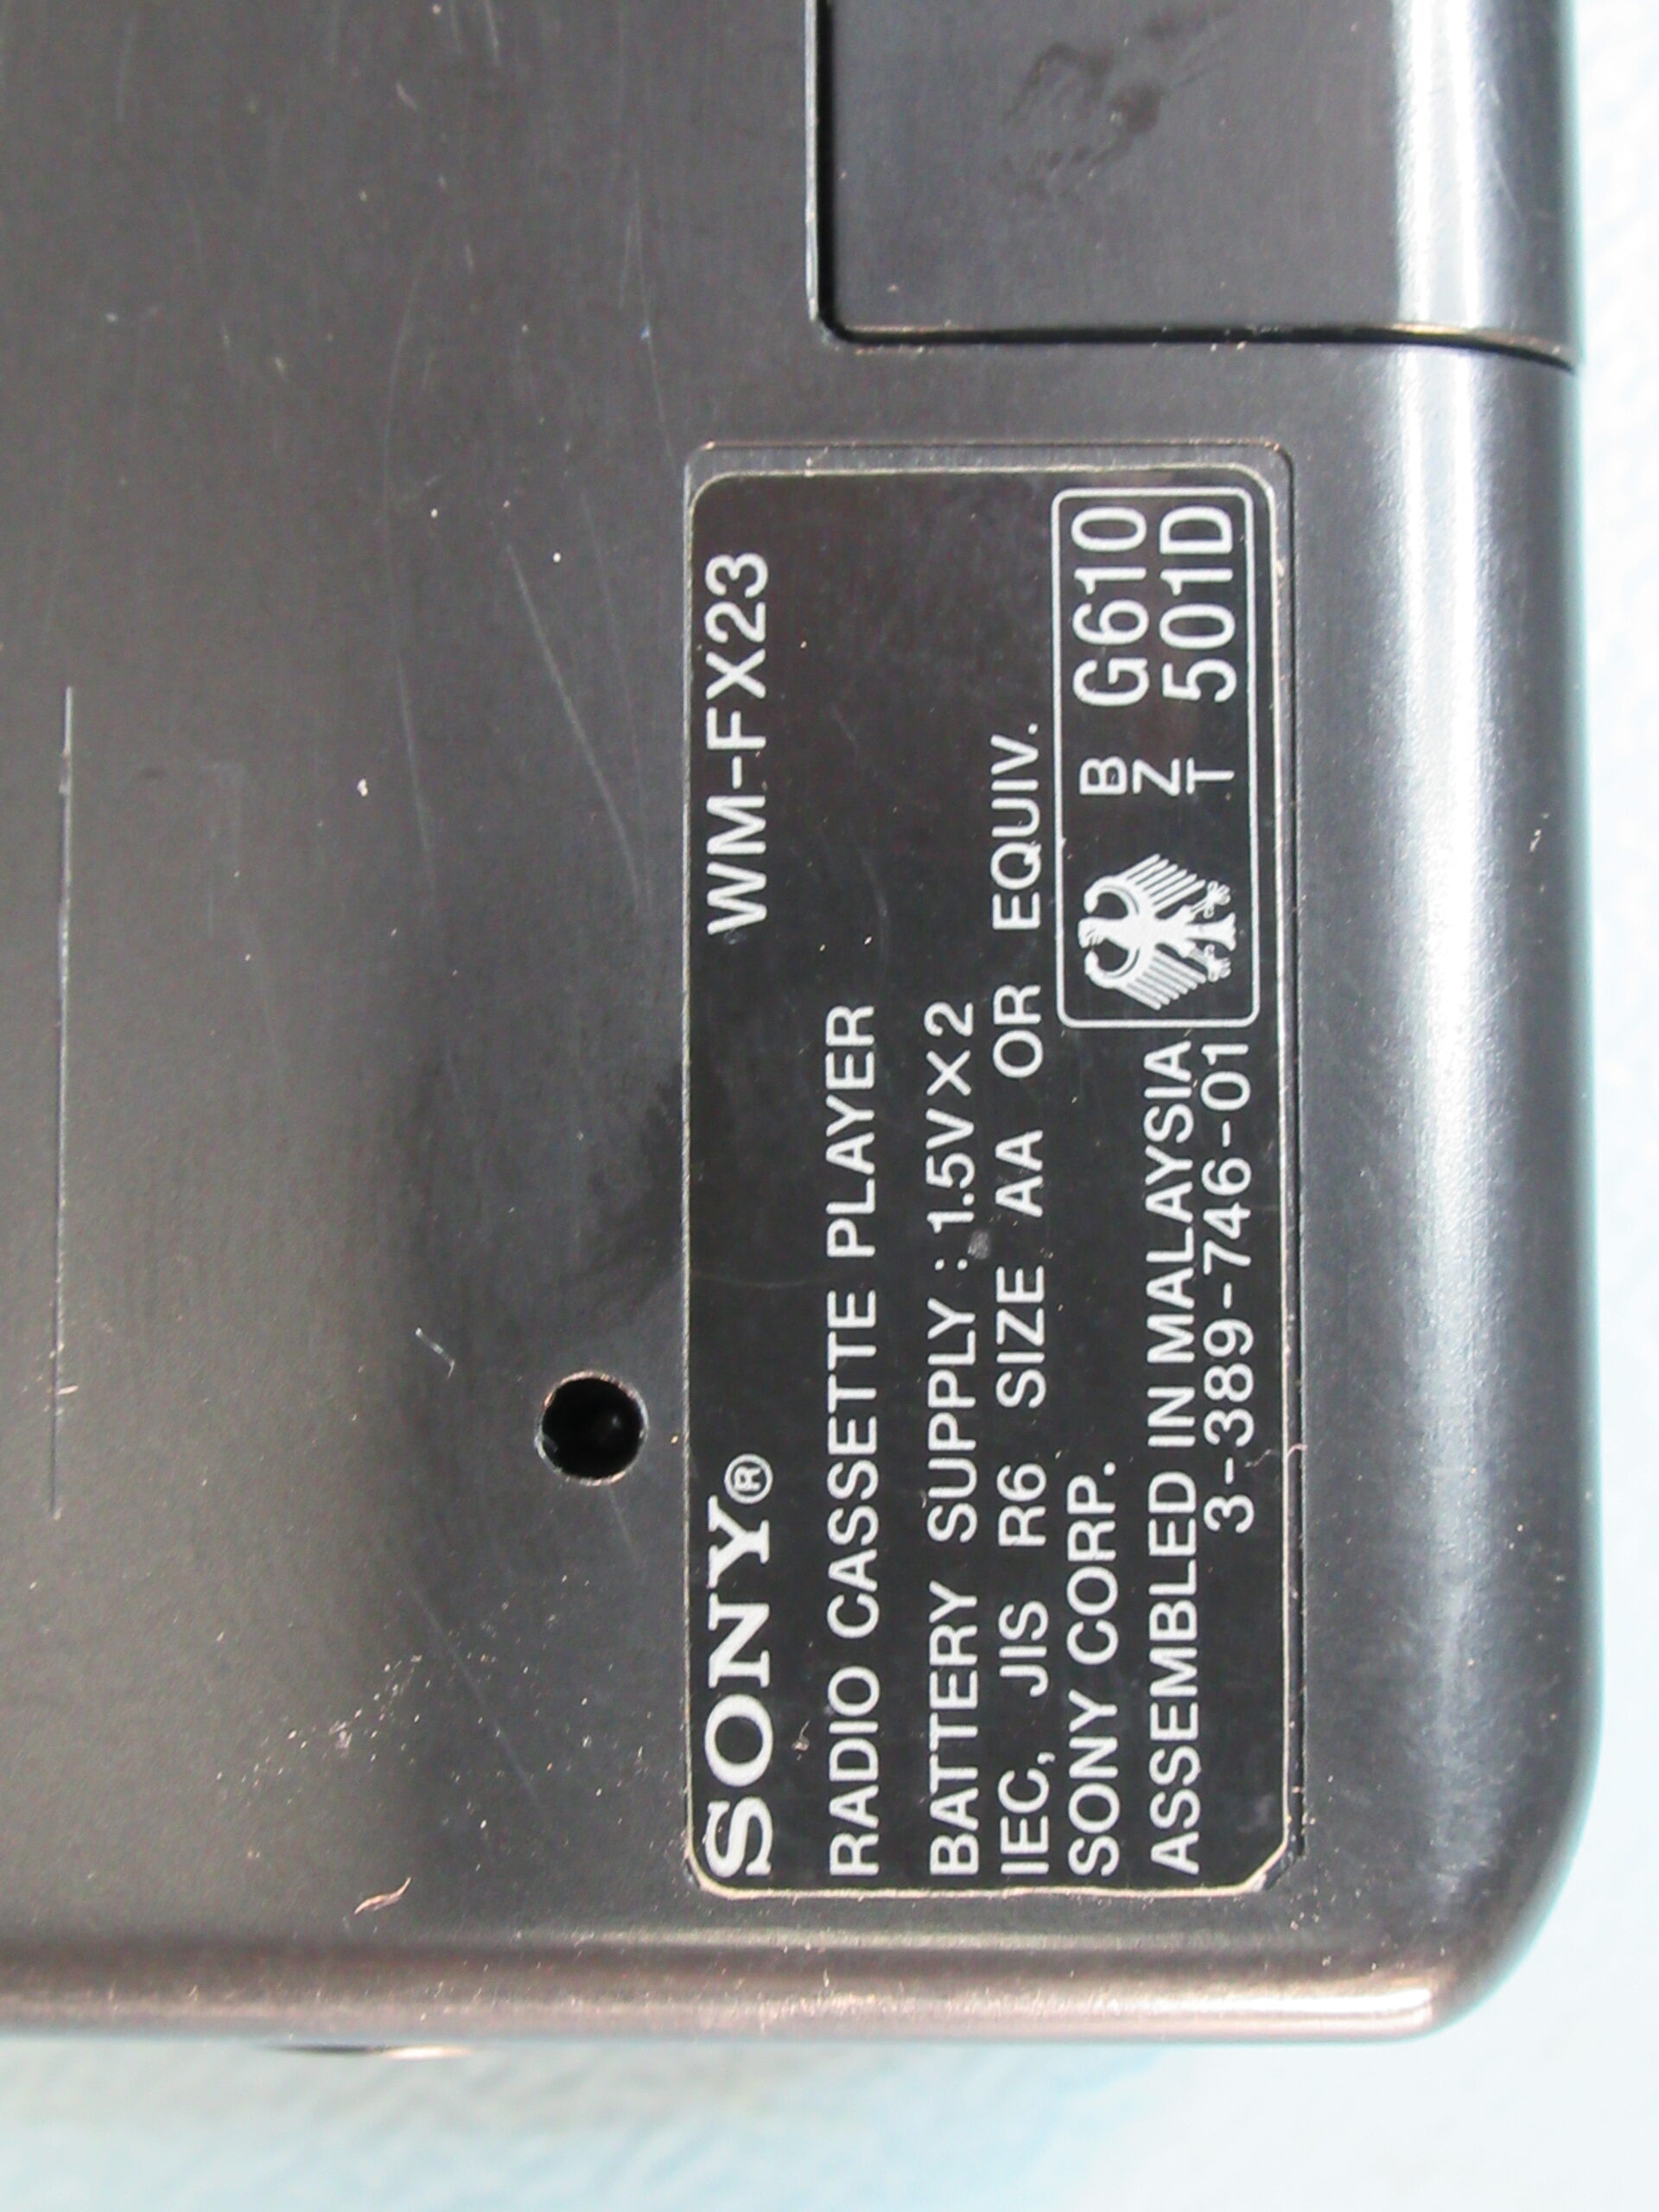 SONY® WM-FX23
RADIO CASSETTE PLAYER
BATTERY SUPPLY : 1.5V×2
IEC, JIS R6 SIZE AA OR EQUIV.
SONY CORP.
ASSEMBLED IN MALAYSIA
3-389-746-01
B G610
Z 501D
T